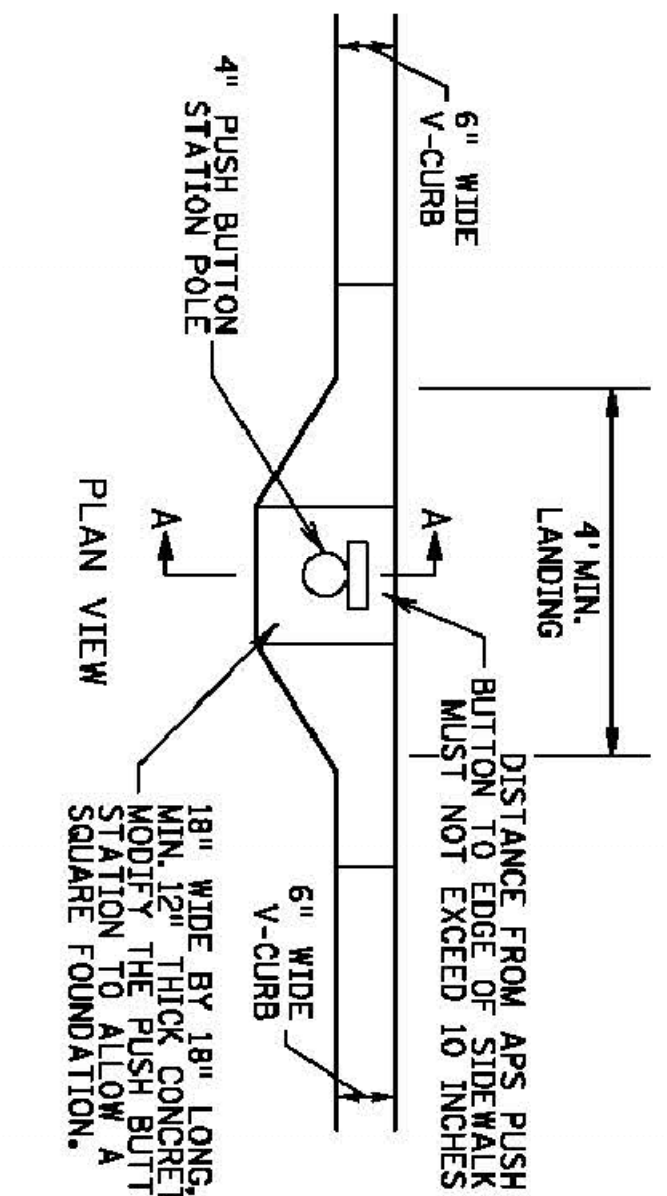 4' MIN.
LANDING
DISTANCE FROM APS PUSH
BUTTON TO EDGE OF SIDEWALK
MUST NOT EXCEED 10 INCHES
6" WIDE
V-CURB
A
6" WIDE
V-CURB
4" PUSH BUTTON
STATION POLE
A
18" WIDE BY 18" LONG,
MIN. 12" THICK CONCRET
MODIFY THE PUSH BUTT
STATION TO ALLOW A
SQUARE FOUNDATION.
PLAN VIEW